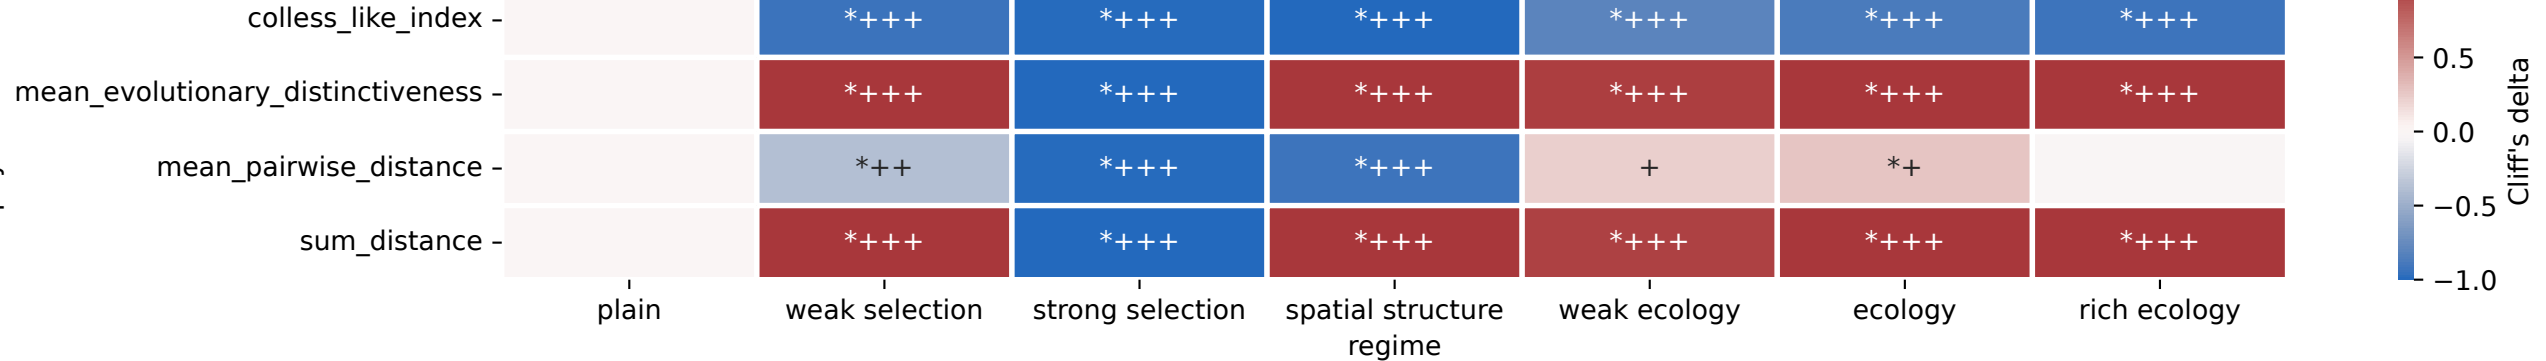 colless_like_index *+++ *+++ *+++ *+++ *+++ *+++
mean_evolutionary_distinctiveness *+++ *+++ *+++ *+++ *+++ *+++
mean_pairwise_distance *++ *+++ *+++ + *+
sum_distance *+++ *+++ *+++ *+++ *+++ *+++
plain weak selection strong selection spatial structure weak ecology ecology rich ecology
regime
0.5
0.0
−0.5
−1.0
Cliff's delta